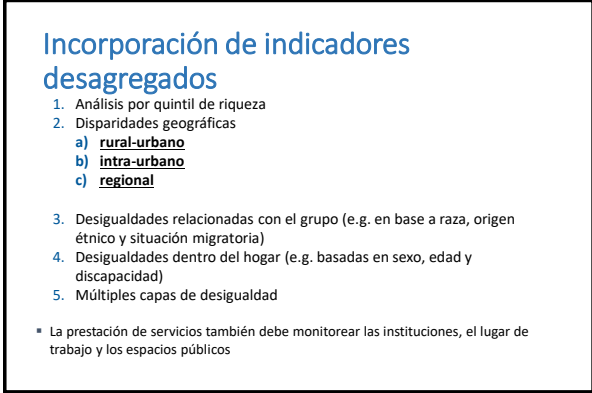 Incorporación de indicadores
desagregados
1. Análisis por quintil de riqueza
2. Disparidades geográficas
a) rural-urbano
b) intra-urbano
c) regional
3. Desigualdades relacionadas con el grupo (e.g. en base a raza, origen
étnico y situación migratoria)
4. Desigualdades dentro del hogar (e.g. basadas en sexo, edad y
discapacidad)
5. Múltiples capas de desigualdad
▪ La prestación de servicios también debe monitorear las instituciones, el lugar de
trabajo y los espacios públicos